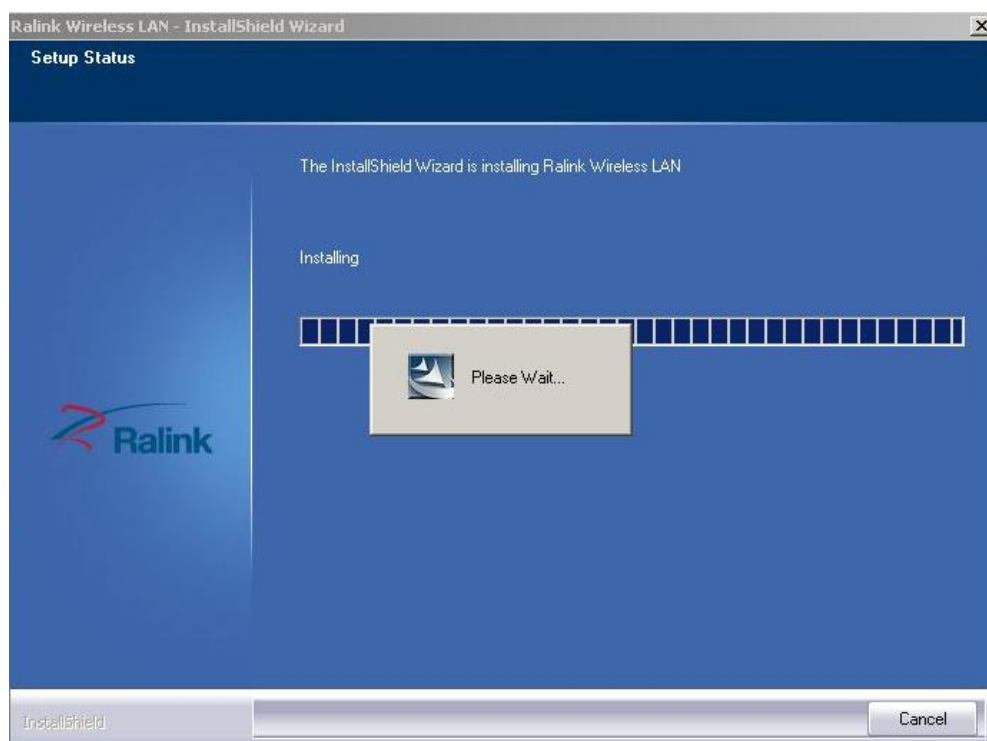 Ralink Wireless LAN - InstallShield Wizard
Setup Status
The InstallShield Wizard is installing Ralink Wireless LAN
Installing
Please Wait...
Ralink
InstallShield
Cancel